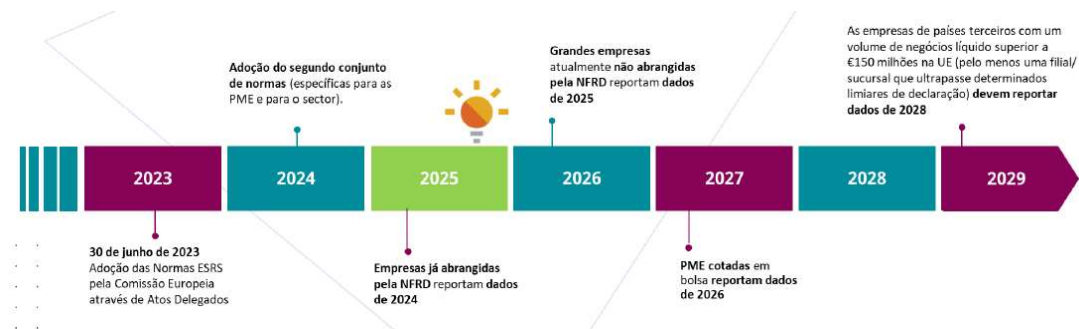 As empresas de países terceiros com um
volume de negócios líquido superior a
€150 milhões na UE (pelo menos uma filial/
sucursal que ultrapasse determinados
limiares de declaração) devem reportar
dados de 2028
Grandes empresas
atualmente não abrangidas
pela NFRD reportam dados
de 2025
Adoção do segundo conjunto
de normas (específicas para as
PME e para o sector).
2023
2024
2025
2026
2027
2028
2029
30 de junho de 2023
Adoção das Normas ESRS
pela Comissão Europeia
através de Atos Delegados
Empresas já abrangidas
pela NFRD reportam dados
de 2024
PME cotadas em
bolsa reportam dados
de 2026